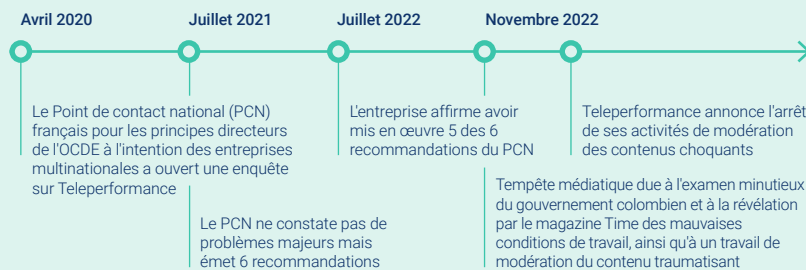 Avril 2020
Juillet 2021
Juillet 2022
Novembre 2022
Le Point de contact national (PCN)
français pour les principes directeurs
de l'OCDE à l'intention des entreprises
multinationales a ouvert une enquête
sur Teleperformance
Le PCN ne constate pas de
problèmes majeurs mais
émet 6 recommandations
L'entreprise affirme avoir
mis en œuvre 5 des 6
recommandations du PCN
Tempête médiatique due à l'examen minutieux
du gouvernement colombien et à la révélation
par le magazine Time des mauvaises
conditions de travail, ainsi qu'à un travail de
modération du contenu traumatisant
Teleperformance annonce l'arrêt
de ses activités de modération
des contenus choquants